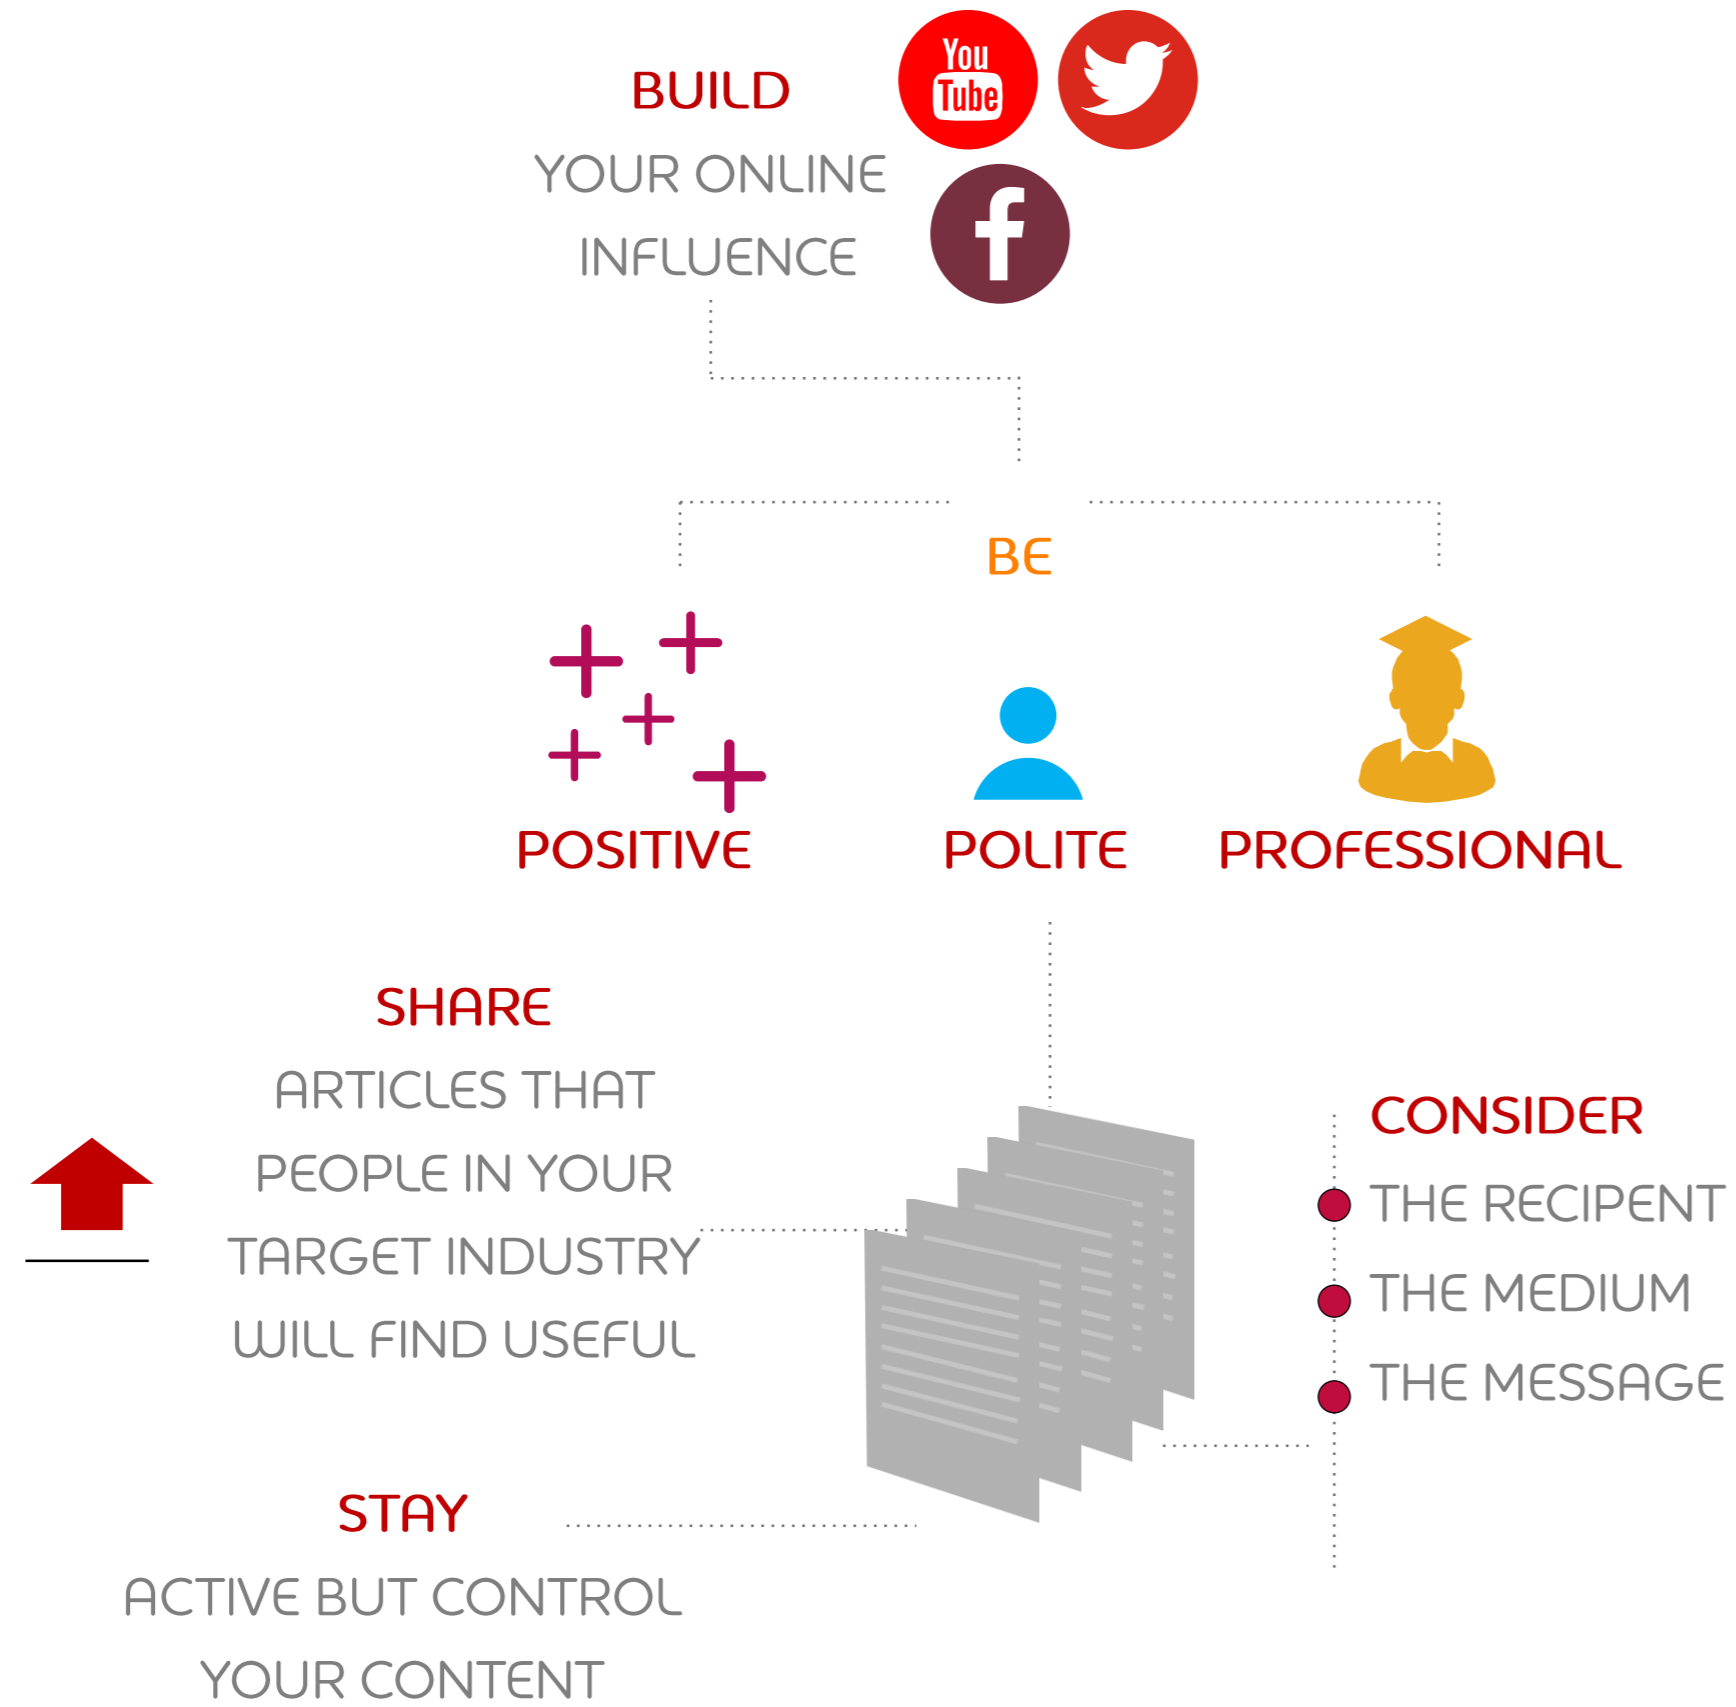 BUILD
YOUR ONLINE
INFLUENCE
You
Tube
BE
POSITIVE
POLITE
PROFESSIONAL
SHARE
ARTICLES THAT
PEOPLE IN YOUR
TARGET INDUSTRY
WILL FIND USEFUL
CONSIDER
THE RECIPENT
THE MEDIUM
THE MESSAGE
STAY
ACTIVE BUT CONTROL
YOUR CONTENT